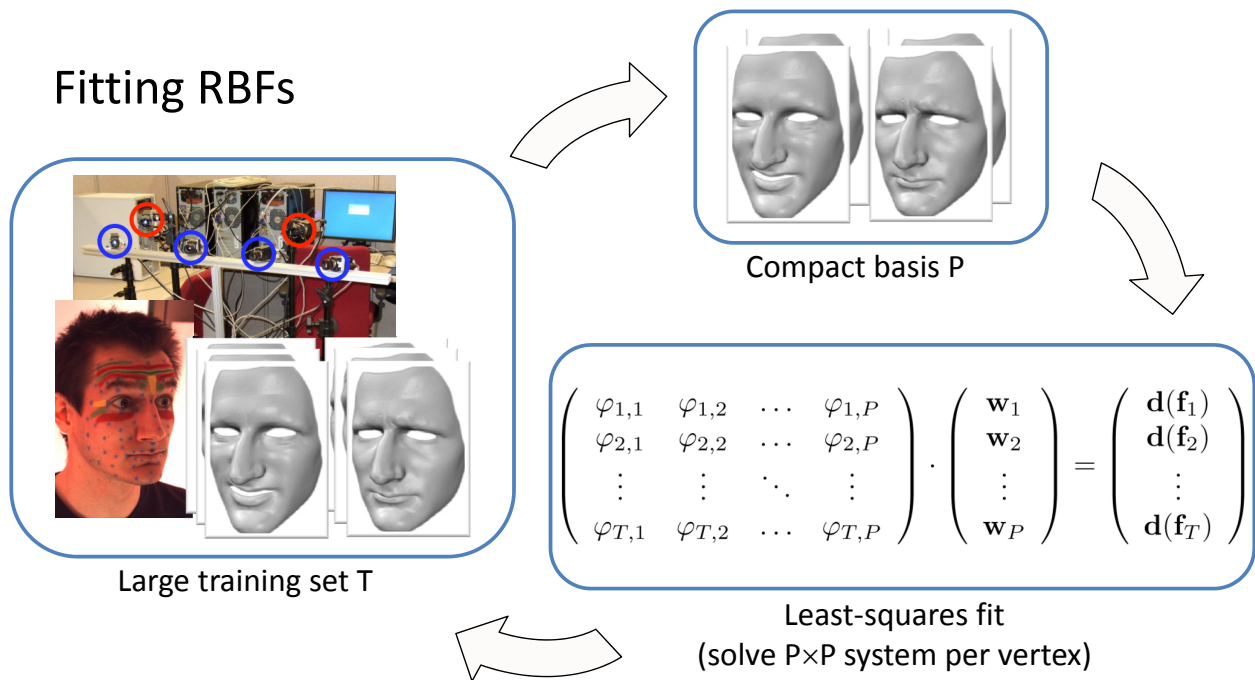 Fitting RBFs
Large training set T
Compact basis P
φ1,1 φ1,2 … φ1,P
φ2,1 φ2,2 … φ2,P
⋮ ⋮ ⋱ ⋮
φT,1 φT,2 … φT,P
·
w1
w2
⋮
wP
=
d(f1)
d(f2)
⋮
d(fT)
Least-squares fit
(solve P×P system per vertex)